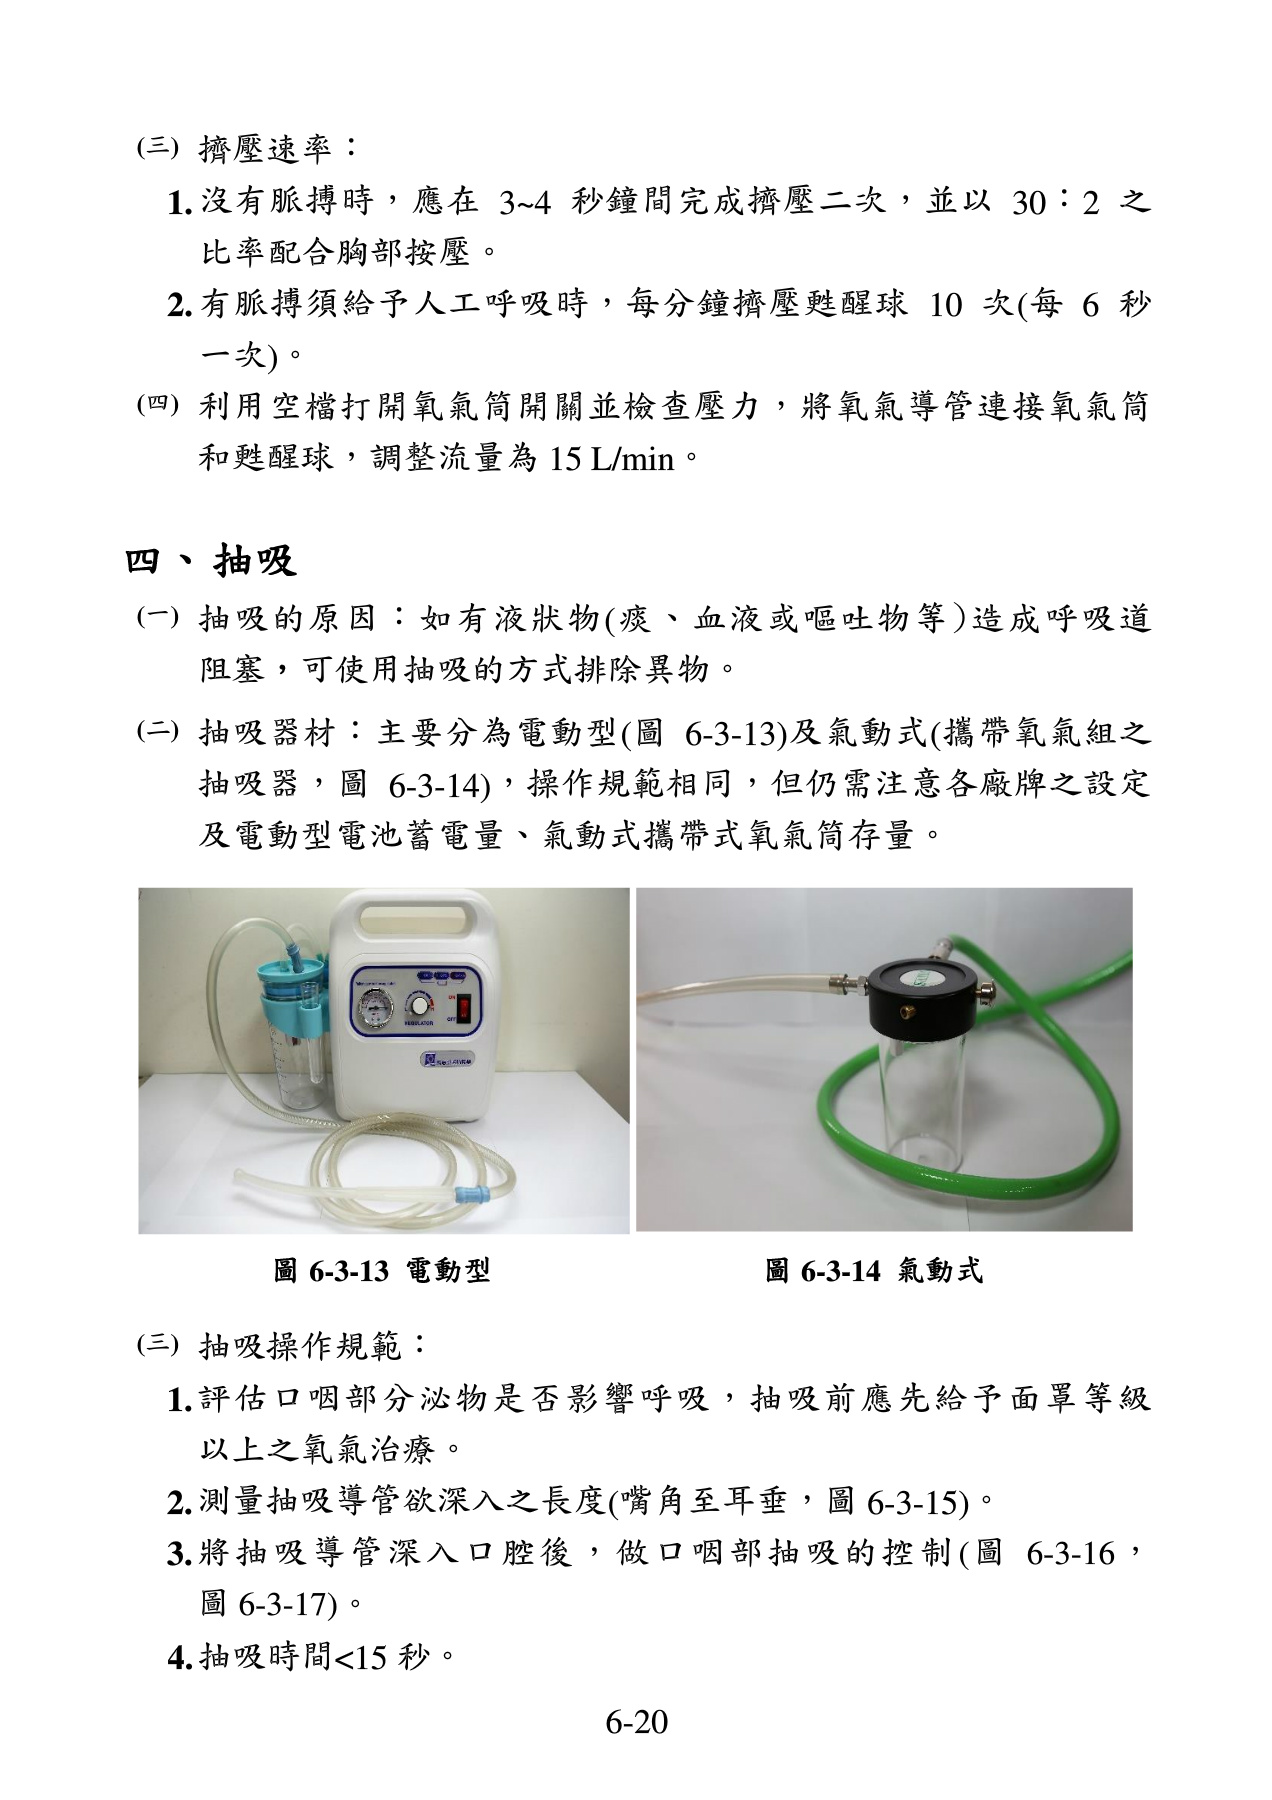 (三) 擠壓速率：
1. 沒有脈搏時，應在 3~4 秒鐘間完成擠壓二次，並以 30：2 之
比率配合胸部按壓。
2. 有脈搏須給予人工呼吸時，每分鐘擠壓甦醒球 10 次(每 6 秒
一次)。
(四) 利用空檔打開氧氣筒開關並檢查壓力，將氧氣導管連接氧氣筒
和甦醒球，調整流量為 15 L/min。
四、抽吸
(一) 抽吸的原因：如有液狀物(痰、血液或嘔吐物等)造成呼吸道
阻塞，可使用抽吸的方式排除異物。
(二) 抽吸器材：主要分為電動型(圖 6-3-13)及氣動式(攜帶氧氣組之
抽吸器，圖 6-3-14)，操作規範相同，但仍需注意各廠牌之設定
及電動型電池蓄電量、氣動式攜帶式氧氣筒存量。
ON
OFF
REGULATOR
圖 6-3-13 電動型
圖 6-3-14 氣動式
(三) 抽吸操作規範：
1. 評估口咽部分泌物是否影響呼吸，抽吸前應先給予面罩等級
以上之氧氣治療。
2. 測量抽吸導管欲深入之長度(嘴角至耳垂，圖 6-3-15)。
3. 將抽吸導管深入口腔後，做口咽部抽吸的控制(圖 6-3-16，
圖 6-3-17)。
4. 抽吸時間<15 秒。
6-20